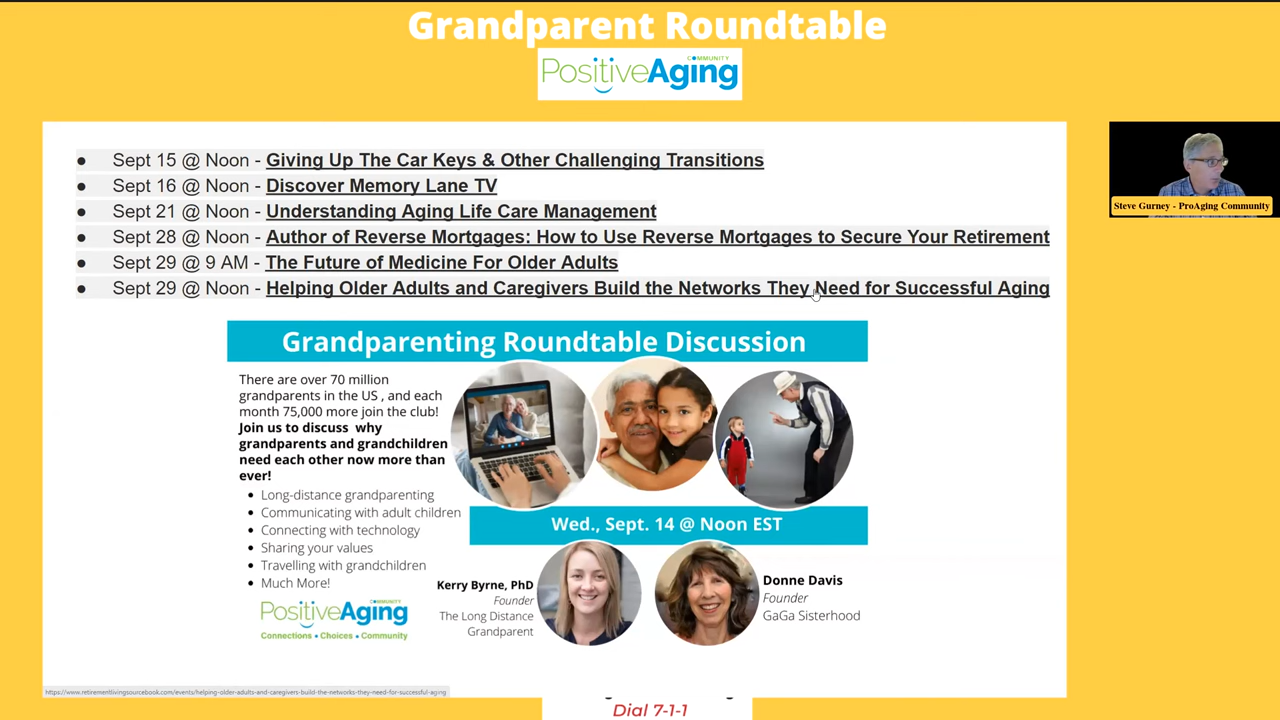 Grandparent Roundtable
COMMUNITY
PositiveAging
● Sept 15 @ Noon - Giving Up The Car Keys & Other Challenging Transitions
● Sept 16 @ Noon - Discover Memory Lane TV
● Sept 21 @ Noon - Understanding Aging Life Care Management
● Sept 28 @ Noon - Author of Reverse Mortgages: How to Use Reverse Mortgages to Secure Your Retirement
● Sept 29 @ 9 AM - The Future of Medicine For Older Adults
● Sept 29 @ Noon - Helping Older Adults and Caregivers Build the Networks They Need for Successful Aging
Steve Gurney - ProAging Community
Grandparenting Roundtable Discussion
There are over 70 million
grandparents in the US , and each
month 75,000 more join the club!
Join us to discuss why
grandparents and grandchildren
need each other now more than
ever!
• Long-distance grandparenting
• Communicating with adult children
• Connecting with technology
• Sharing your values
• Travelling with grandchildren
• Much More!
Wed., Sept. 14 @ Noon EST
Kerry Byrne, PhD
Founder
The Long Distance
Grandparent
Donne Davis
Founder
GaGa Sisterhood
COMMUNITY
PositiveAging
Connections • Choices • Community
https://www.retirementlivingsourcebook.com/events/helping-older-adults-and-caregivers-build-the-networks-they-need-for-successful-aging
Dial 7-1-1